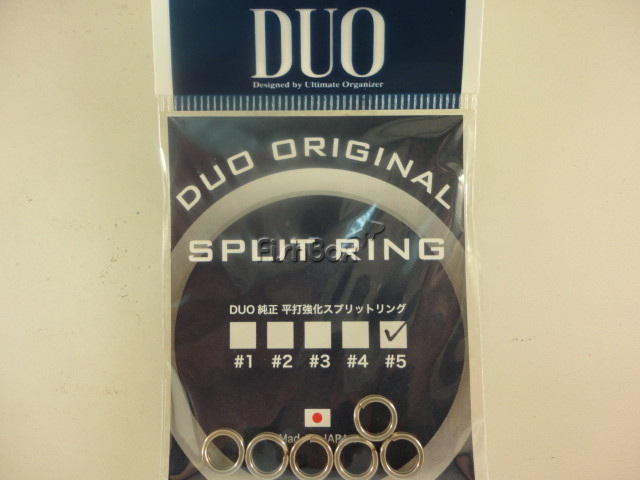 DUO
Designed by Ultimate Organizer
DUO ORIGINAL
SPLIT RING
DUO 純正 平打強化スプリットリング
#1 #2 #3 #4 #5
Made